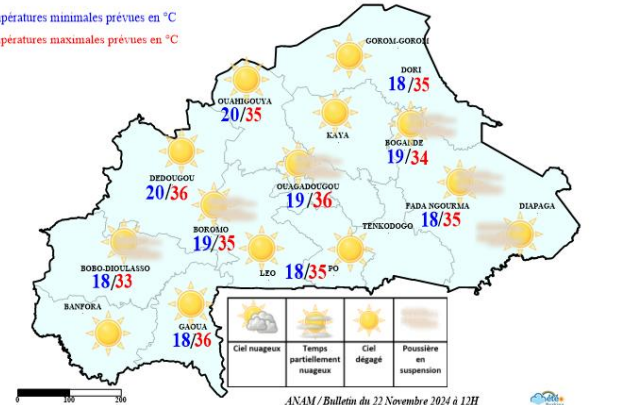 pératures minimales prévues en °C
pératures maximales prévues en °C
GOROM-GOROM
DORI
18/35
OUAHIGOUYA
20/35
KAYA
BOGANDE
19/34
DEDOUGOU
20/36
OUAGADOUGOU
19/36
FADA NGOURMA
18/35
DIAPAGA
BOROMO
19/35
TENKODOGO
LEO
18/35
PO
BOBO-DIOULASSO
18/33
BANFORA
GAOUA
18/36
Ciel nuageux
Temps
partiellement
nuageux
Ciel
dégagé
Poussière
en
suspension
0 100 200
ANAM / Bulletin du 22 Novembre 2024 à 12H